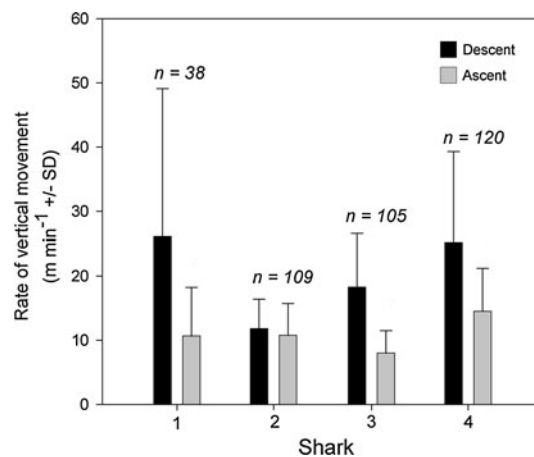 60
50
40
30
20
10
0
Rate of vertical movement
(m min⁻¹ +/- SD)
Descent
Ascent
n = 38
n = 109
n = 105
n = 120
1
2
3
4
Shark